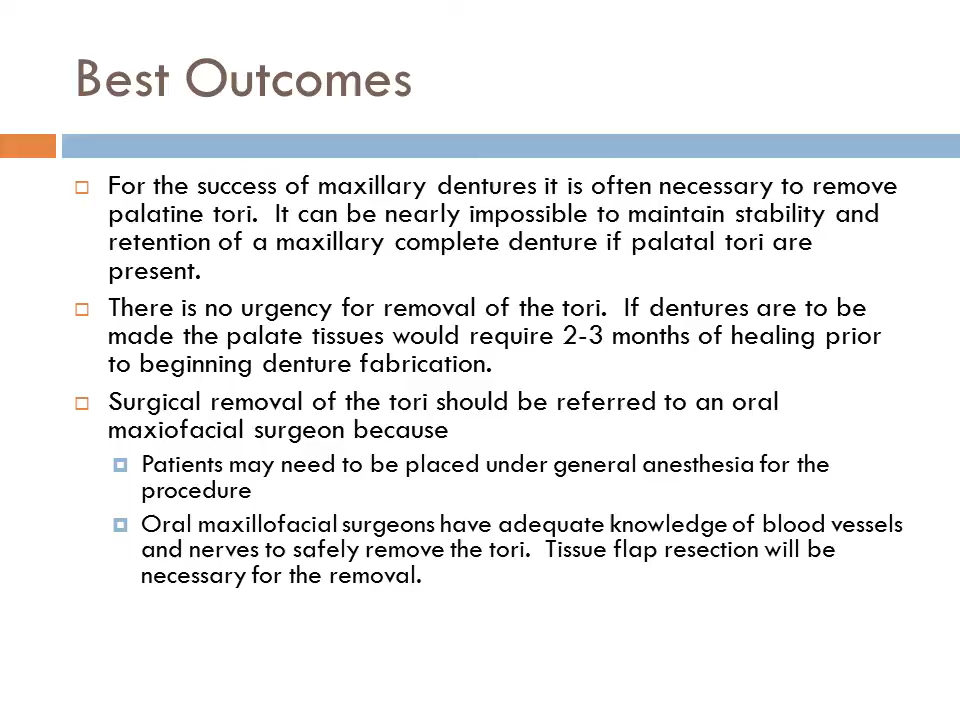 Best Outcomes
For the success of maxillary dentures it is often necessary to remove
palatine tori.  It can be nearly impossible to maintain stability and
retention of a maxillary complete denture if palatal tori are
present.
There is no urgency for removal of the tori.  If dentures are to be
made the palate tissues would require 2-3 months of healing prior
to beginning denture fabrication.
Surgical removal of the tori should be referred to an oral
maxiofacial surgeon because
Patients may need to be placed under general anesthesia for the
procedure
Oral maxillofacial surgeons have adequate knowledge of blood vessels
and nerves to safely remove the tori.  Tissue flap resection will be
necessary for the removal.